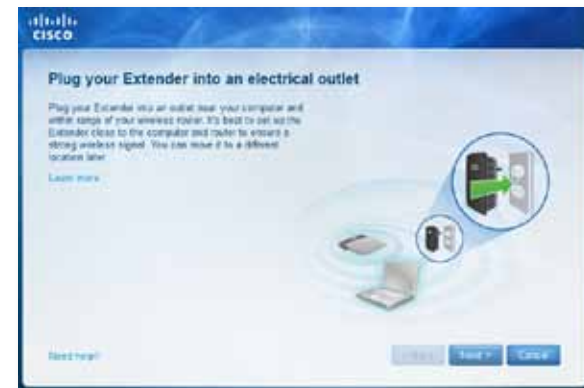 CISCO
Plug your Extender into an electrical outlet
Plug your Extender into an outlet near your computer and
within range of your wireless router. It's best to set up the
Extender close to the computer and router to ensure a
strong wireless signal. You can move it to a different
location later.
Learn more
Need help?
Next >
Cancel